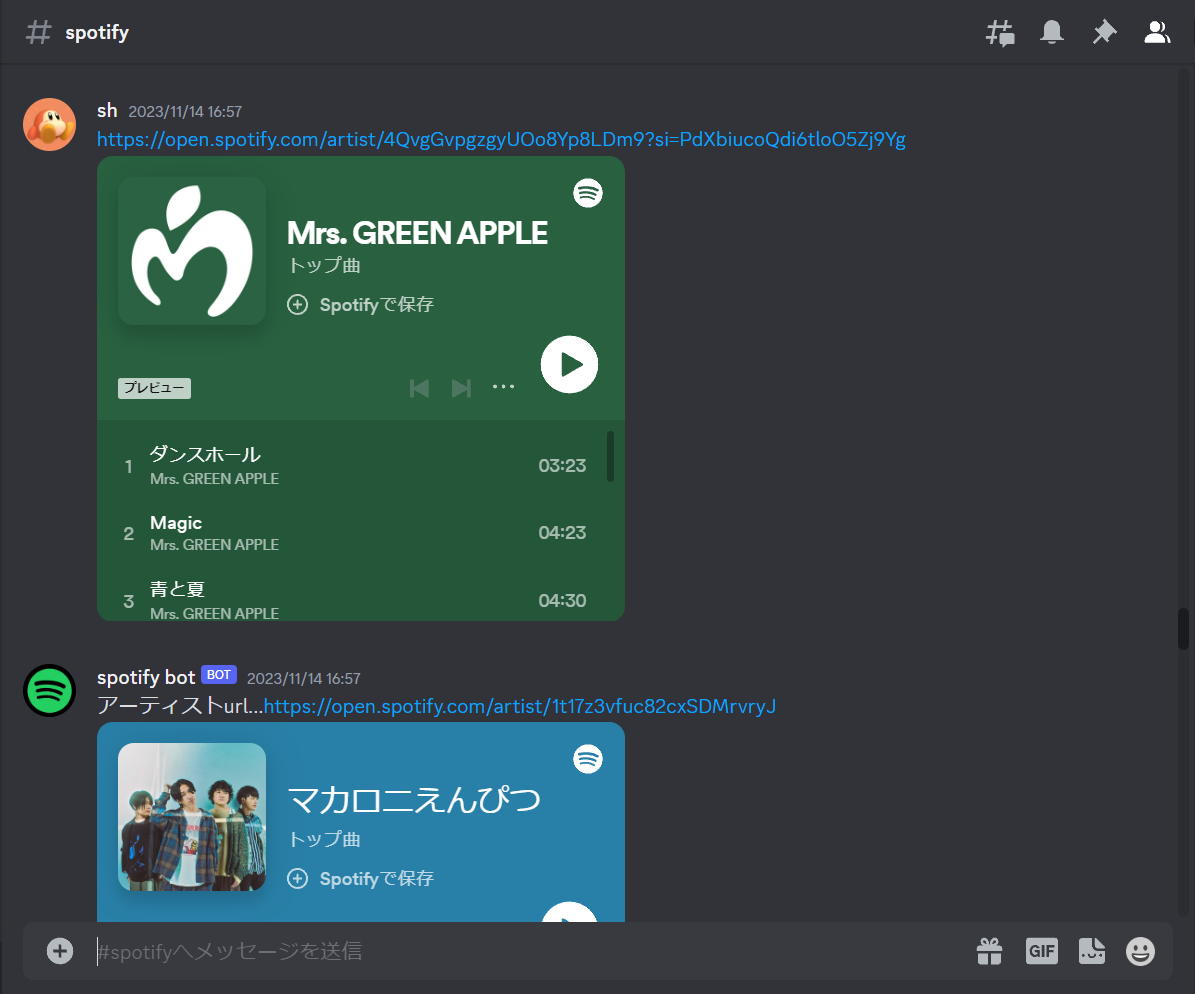 spotify
sh 2023/11/14 16:57
https://open.spotify.com/artist/4QvgGvpgzgyUOo8Yp8LDm9?si=PdXbiucoQdi6tloO5Zj9Yg
Mrs. GREEN APPLE
トップ曲
Spotifyで保存
プレビュー
1 ダンスホール 03:23
Mrs. GREEN APPLE
2 Magic 04:23
Mrs. GREEN APPLE
3 青と夏 04:30
Mrs. GREEN APPLE
spotify bot BOT 2023/11/14 16:57
アーティストurl...https://open.spotify.com/artist/1t17z3vfuc82cxSDMrvryJ
マカロニえんぴつ
トップ曲
Spotifyで保存
#spotifyへメッセージを送信
GIF